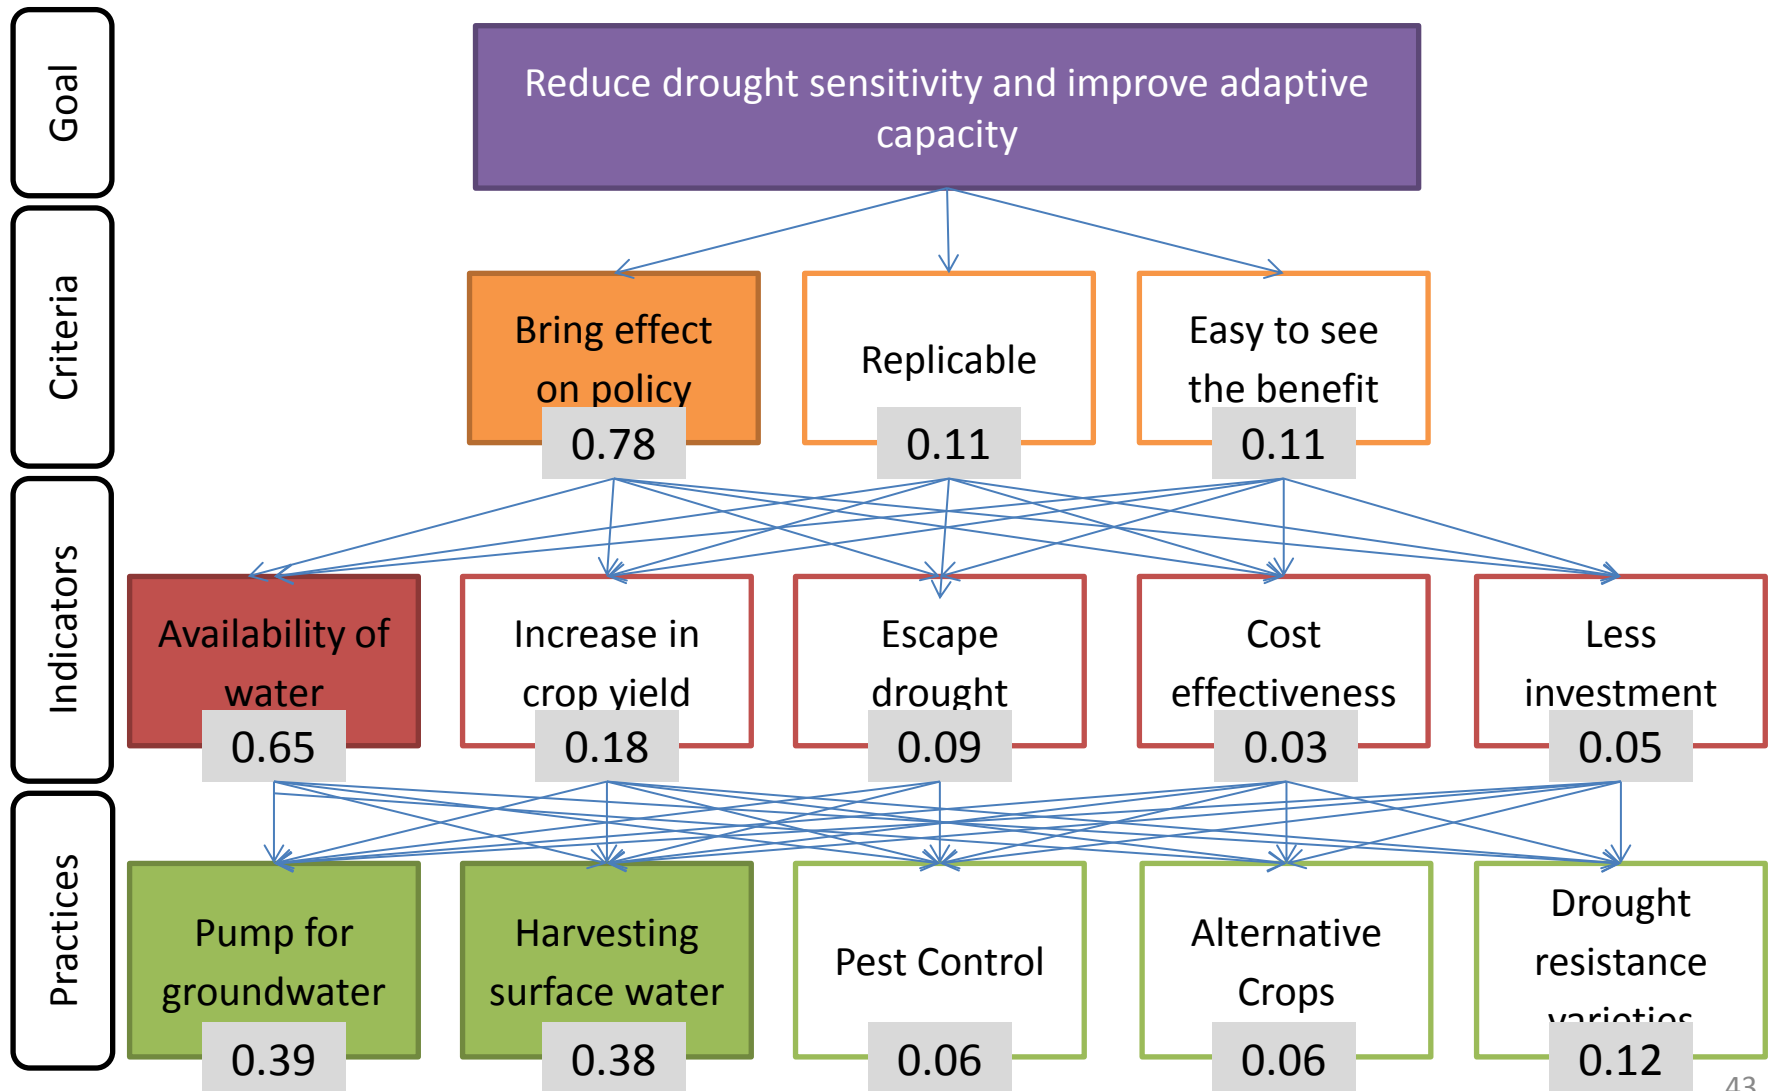 Goal
Reduce drought sensitivity and improve adaptive
capacity
Criteria
Bring effect
on policy
0.78
Replicable
0.11
Easy to see
the benefit
0.11
Indicators
Availability of
water
0.65
Increase in
crop yield
0.18
Escape
drought
0.09
Cost
effectiveness
0.03
Less
investment
0.05
Practices
Pump for
groundwater
0.39
Harvesting
surface water
0.38
Pest Control
0.06
Alternative
Crops
0.06
Drought
resistance
varieties
0.12
43